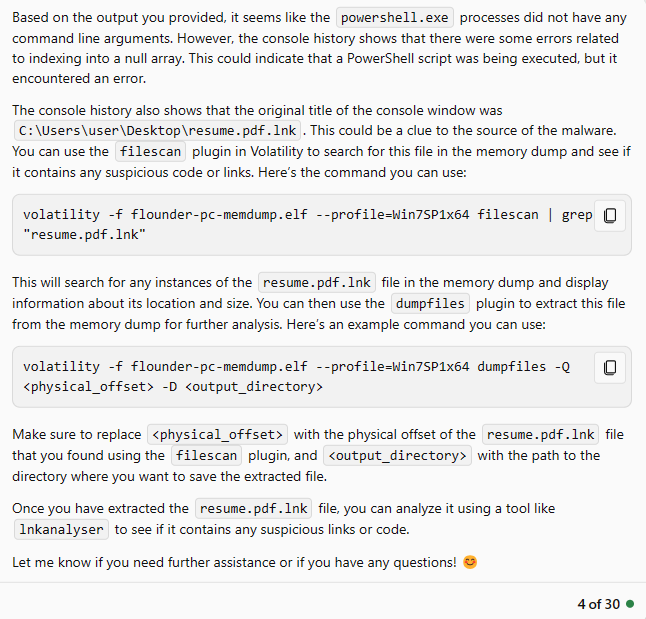 Based on the output you provided, it seems like the powershell.exe processes did not have any
command line arguments. However, the console history shows that there were some errors related
to indexing into a null array. This could indicate that a PowerShell script was being executed, but it
encountered an error.
The console history also shows that the original title of the console window was
C:\Users\user\Desktop\resume.pdf.lnk. This could be a clue to the source of the malware.
You can use the filescan plugin in Volatility to search for this file in the memory dump and see if
it contains any suspicious code or links. Here's the command you can use:
volatility -f flounder-pc-memdump.elf --profile=Win7SP1x64 filescan | grep
"resume.pdf.lnk"
This will search for any instances of the resume.pdf.lnk file in the memory dump and display
information about its location and size. You can then use the dumpfiles plugin to extract this file
from the memory dump for further analysis. Here's an example command you can use:
volatility -f flounder-pc-memdump.elf --profile=Win7SP1x64 dumpfiles -Q
<physical_offset> -D <output_directory>
Make sure to replace <physical_offset> with the physical offset of the resume.pdf.lnk file
that you found using the filescan plugin, and <output_directory> with the path to the
directory where you want to save the extracted file.
Once you have extracted the resume.pdf.lnk file, you can analyze it using a tool like
lnkanalyser to see if it contains any suspicious links or code.
Let me know if you need further assistance or if you have any questions! 😊
4 of 30